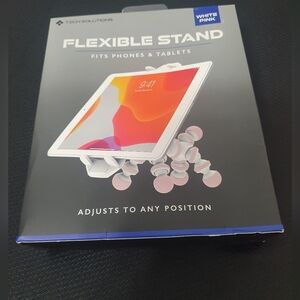 TECH SOLUTIONS
WHITE
PINK
FLEXIBLE STAND
FITS PHONES & TABLETS
9:41
ADJUSTS TO ANY POSITION